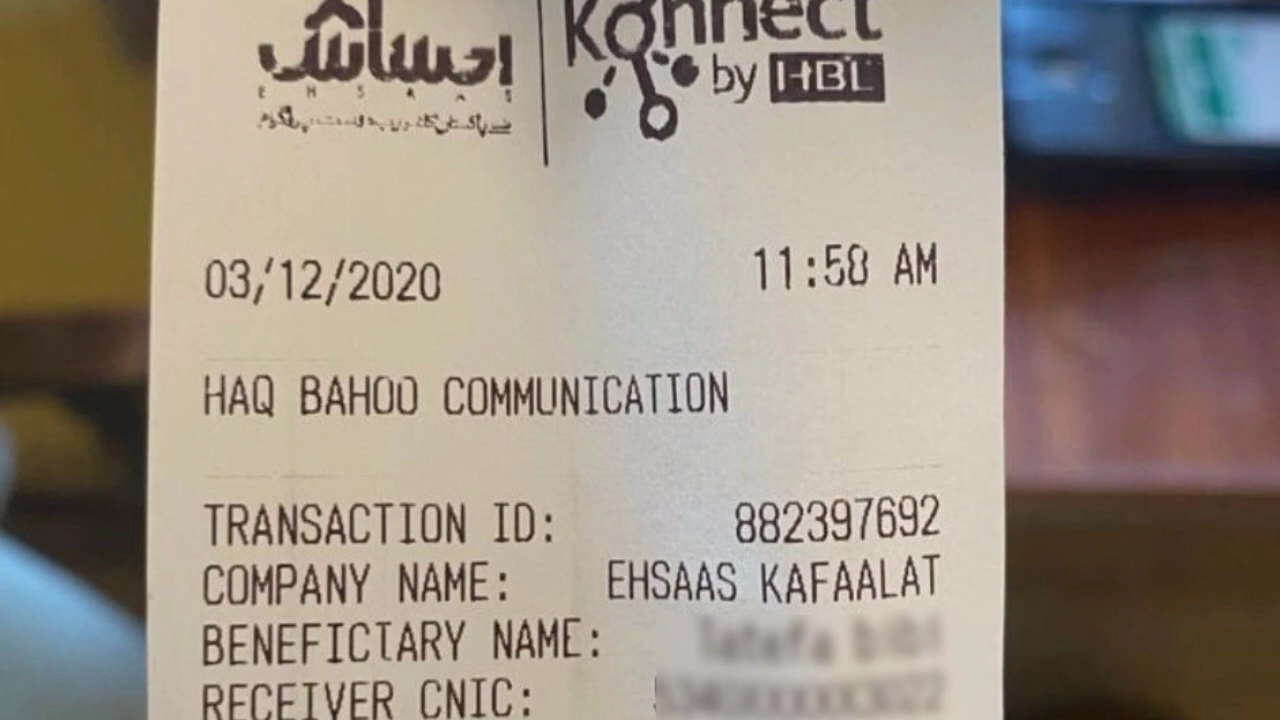 احساس
EHSAAS
Konnect
by HBL
03/12/2020 11:58 AM
HAQ BAHOO COMMUNICATION
TRANSACTION ID: 882397692
COMPANY NAME: EHSAAS KAFAALAT
BENEFICIARY NAME:
RECEIVER CNIC: